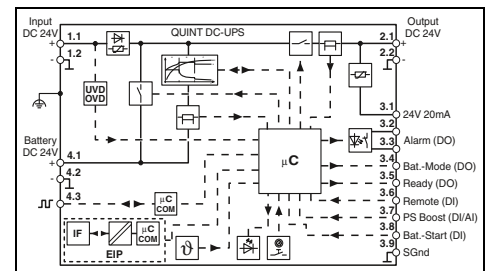 Input
DC 24V
QUINT DC-UPS
Output
DC 24V
1.1
+
1.2
-
2.1
+
2.2
-
UVD
OVD
3.1
24V 20mA
3.2
3.3
Alarm (DO)
Battery
DC 24V
4.1
+
4.2
-
4.3
µC
3.4
Bat.-Mode (DO)
3.5
Ready (DO)
3.6
Remote (DI)
3.7
PS Boost (DI/AI)
3.8
Bat.-Start (DI)
3.9
SGnd
µC
COM
IF
µC
COM
EIP
ϑ